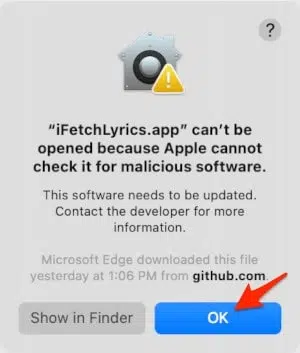 ?
“iFetchLyrics.app” can’t be
opened because Apple cannot
check it for malicious software.
This software needs to be updated.
Contact the developer for more
information.
Microsoft Edge downloaded this file
yesterday at 1:06 PM from github.com.
Show in Finder
OK